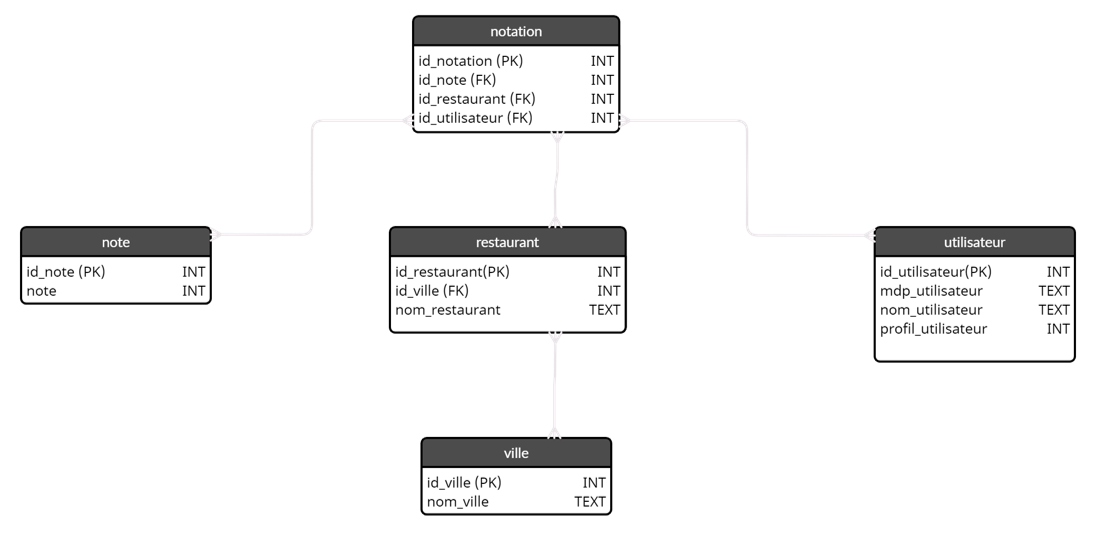 notation
id_notation (PK) INT
id_note (FK) INT
id_restaurant (FK) INT
id_utilisateur (FK) INT
note
id_note (PK) INT
note INT
restaurant
id_restaurant(PK) INT
id_ville (FK) INT
nom_restaurant TEXT
utilisateur
id_utilisateur(PK) INT
mdp_utilisateur TEXT
nom_utilisateur TEXT
profil_utilisateur INT
ville
id_ville (PK) INT
nom_ville TEXT